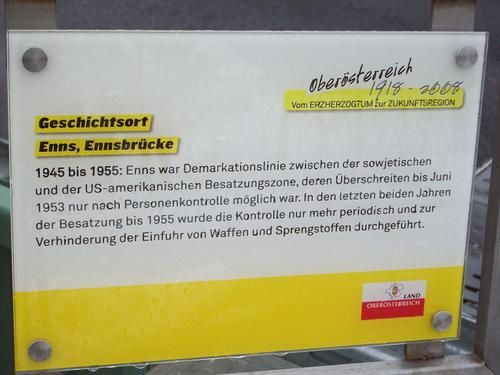 Oberösterreich
1918 - 2008
Vom ERZHERZOGTUM zur ZUKUNFTSREGION
Geschichtsort
Enns, Ennsbrücke
1945 bis 1955: Enns war Demarkationslinie zwischen der sowjetischen
und der US-amerikanischen Besatzungszone, deren Überschreiten bis Juni
1953 nur nach Personenkontrolle möglich war. In den letzten beiden Jahren
der Besatzung bis 1955 wurde die Kontrolle nur mehr periodisch und zur
Verhinderung der Einfuhr von Waffen und Sprengstoffen durchgeführt.
LAND
OBERÖSTERREICH